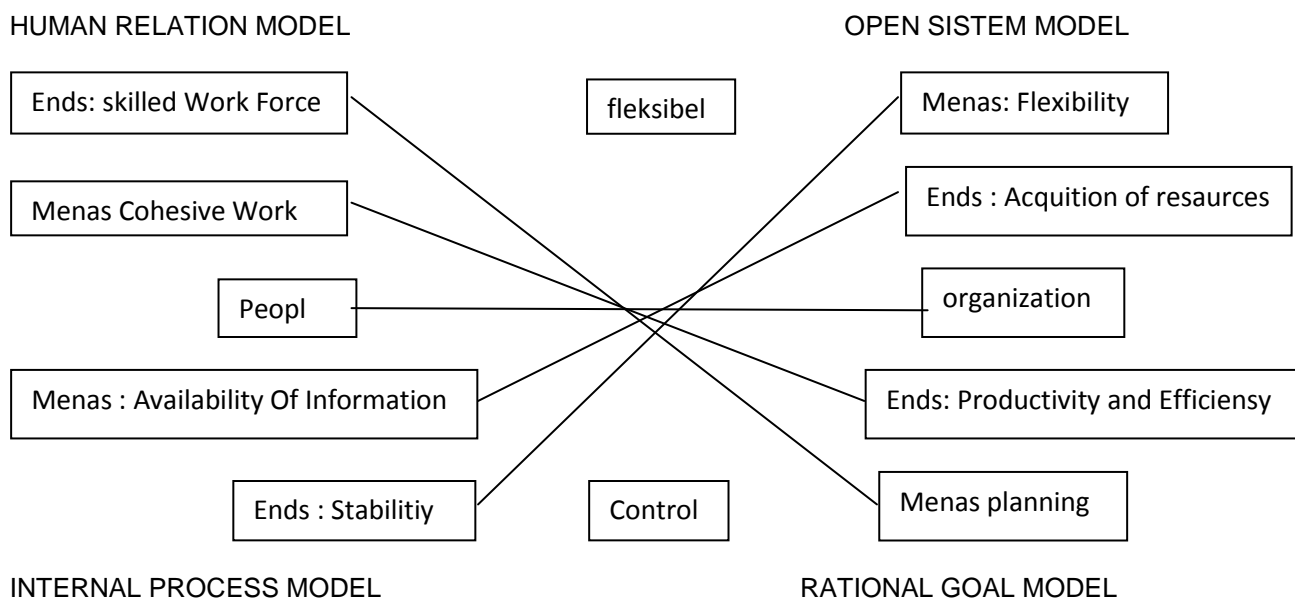 HUMAN RELATION MODEL
OPEN SISTEM MODEL
Ends: skilled Work Force
fleksibel
Menas: Flexibility
Menas Cohesive Work
Ends : Acquition of resaurces
Peopl
organization
Menas : Availability Of Information
Ends: Productivity and Efficiensy
Ends : Stabilitiy
Control
Menas planning
INTERNAL PROCESS MODEL
RATIONAL GOAL MODEL